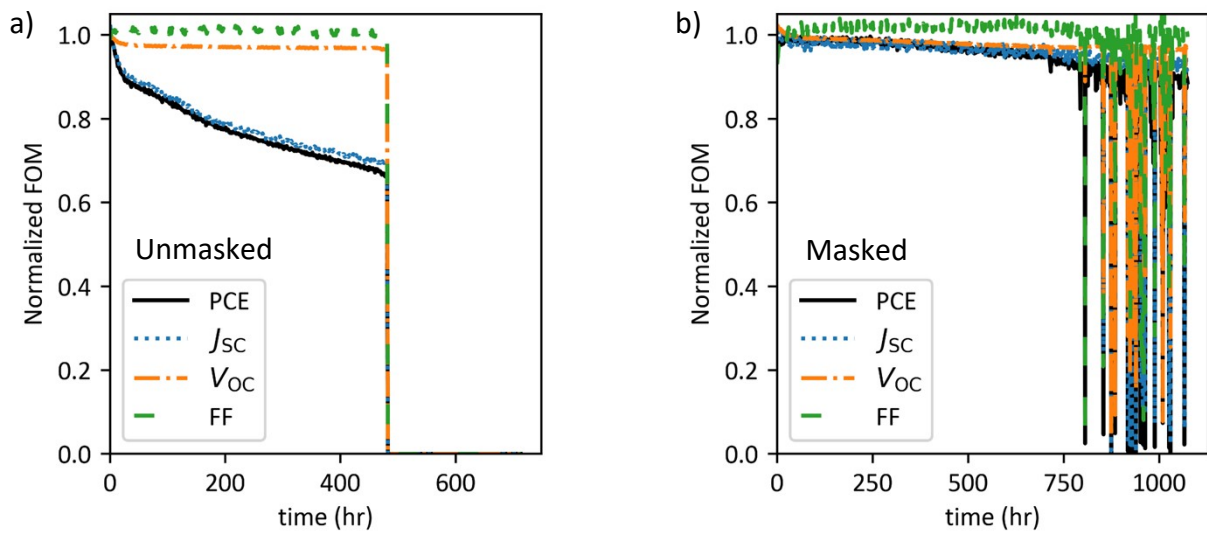 a)
1.0
0.8
0.6
0.4
0.2
0.0
Normalized FOM
Unmasked
PCE
JSC
VOC
FF
0
200
400
600
time (hr)
b)
1.0
0.8
0.6
0.4
0.2
0.0
Normalized FOM
Masked
PCE
JSC
VOC
FF
0
250
500
750
1000
time (hr)